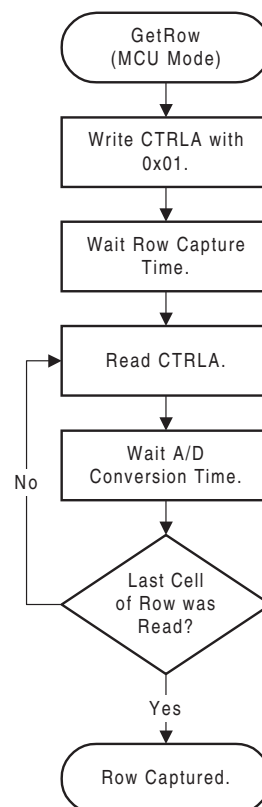 GetRow
(MCU Mode)
Write CTRLA with
0x01.
Wait Row Capture
Time.
Read CTRLA.
Wait A/D
Conversion Time.
No
Last Cell
of Row was
Read?
Yes
Row Captured.